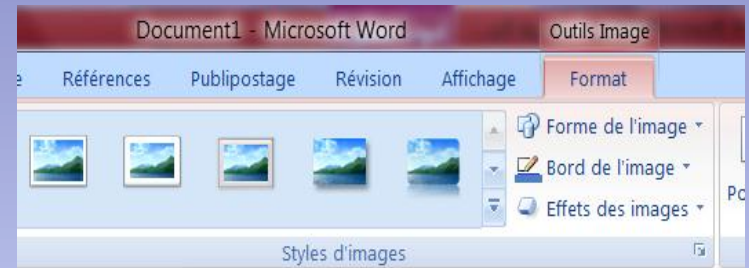 Document1 - Microsoft Word Outils Image
Références Publipostage Révision Affichage Format
Forme de l'image
Bord de l'image
Effets des images
Styles d'images